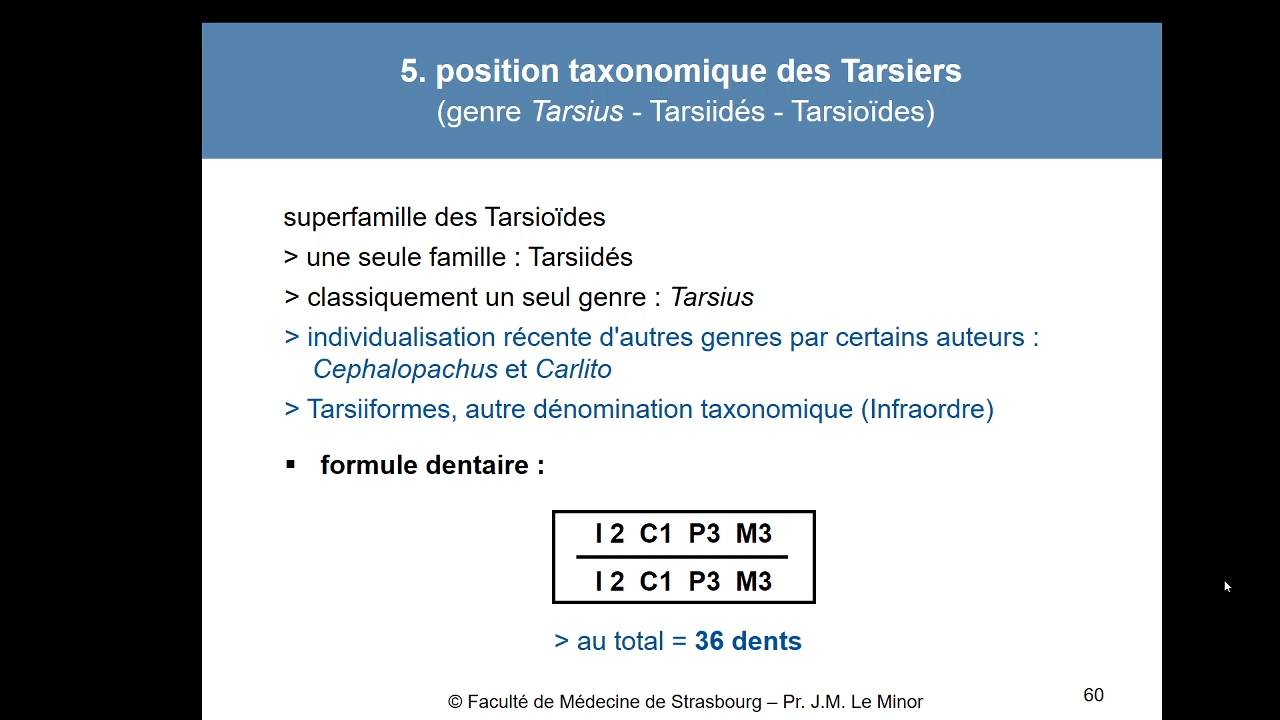 5. position taxonomique des Tarsiers
(genre Tarsius - Tarsiidés - Tarsioïdes)
superfamille des Tarsioïdes
> une seule famille : Tarsiidés
> classiquement un seul genre : Tarsius
> individualisation récente d'autres genres par certains auteurs :
Cephalopachus et Carlito
> Tarsiiformes, autre dénomination taxonomique (Infraordre)
▪ formule dentaire :
I 2 C1 P3 M3
I 2 C1 P3 M3
> au total = 36 dents
© Faculté de Médecine de Strasbourg – Pr. J.M. Le Minor
60